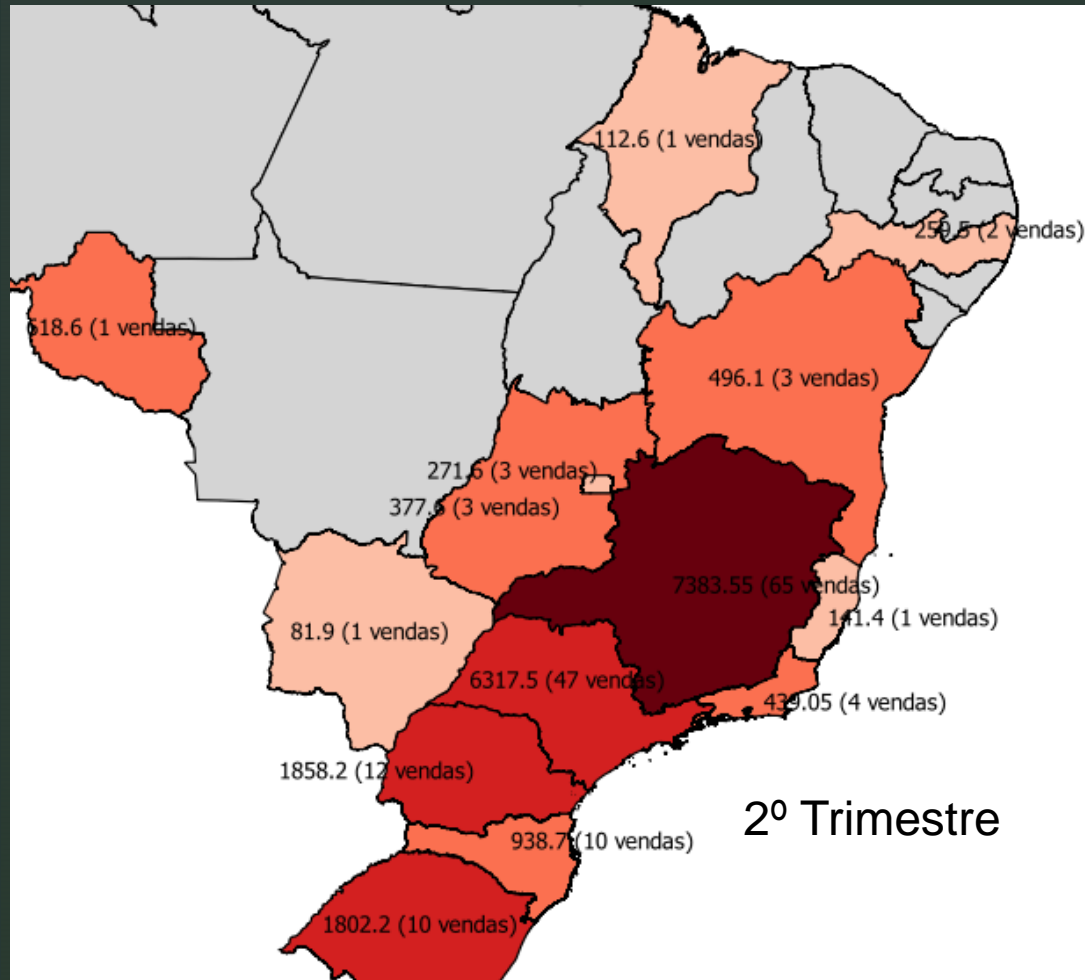 112.6 (1 vendas)
259.5 (2 vendas)
618.6 (1 vendas)
496.1 (3 vendas)
271.6 (3 vendas)
377.6 (3 vendas)
7383.55 (65 vendas)
141.4 (1 vendas)
81.9 (1 vendas)
6317.5 (47 vendas)
439.05 (4 vendas)
1858.2 (12 vendas)
2º Trimestre
938.7 (10 vendas)
1802.2 (10 vendas)